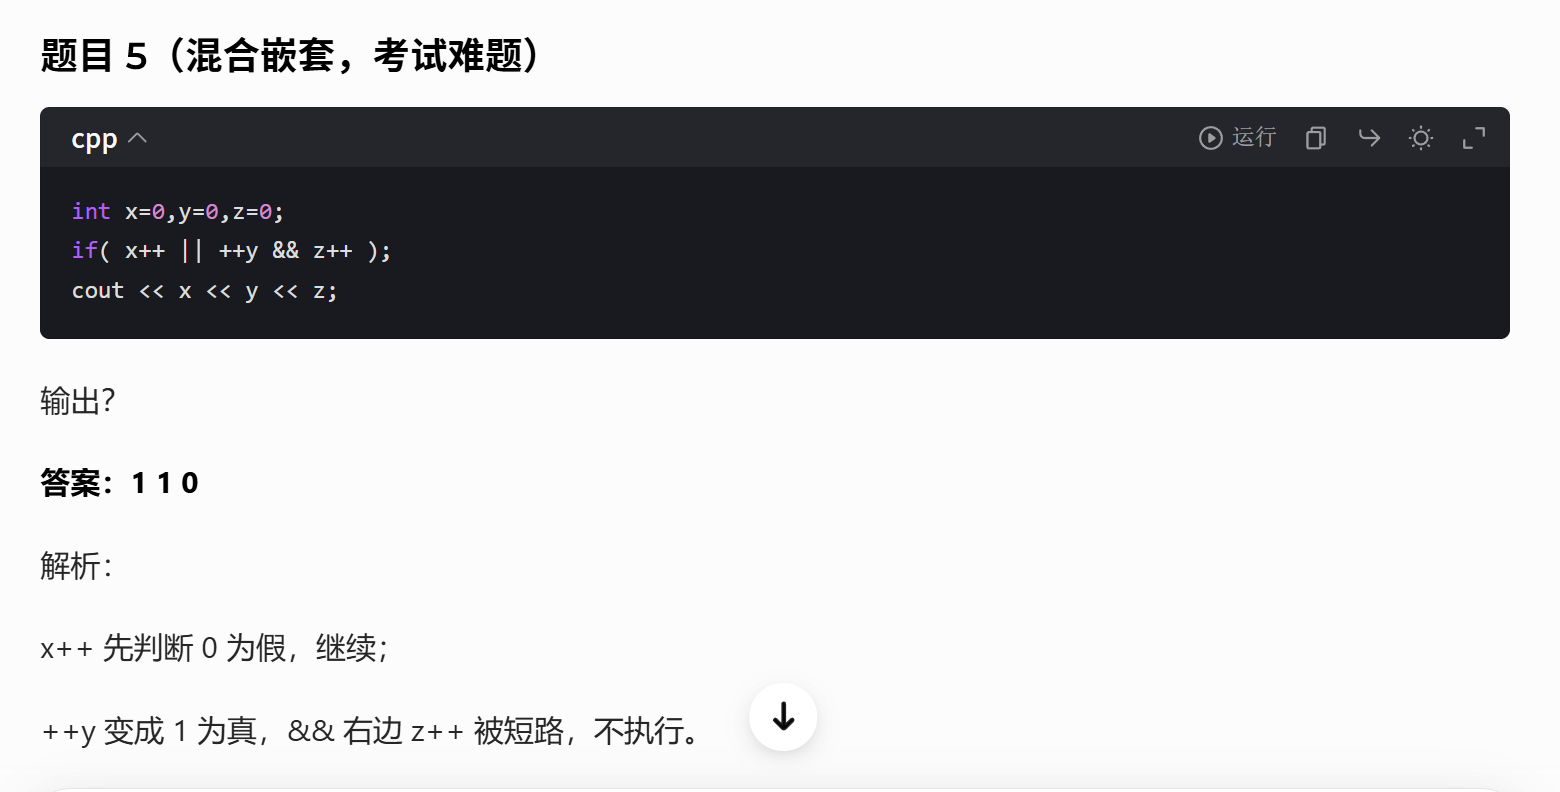 题目 5（混合嵌套，考试难题）
cpp 运行
int x=0,y=0,z=0;
if( x++ || ++y && z++ );
cout << x << y << z;
输出？
答案：1 1 0
解析：
x++ 先判断 0 为假，继续；
++y 变成 1 为真，&& 右边 z++ 被短路，不执行。